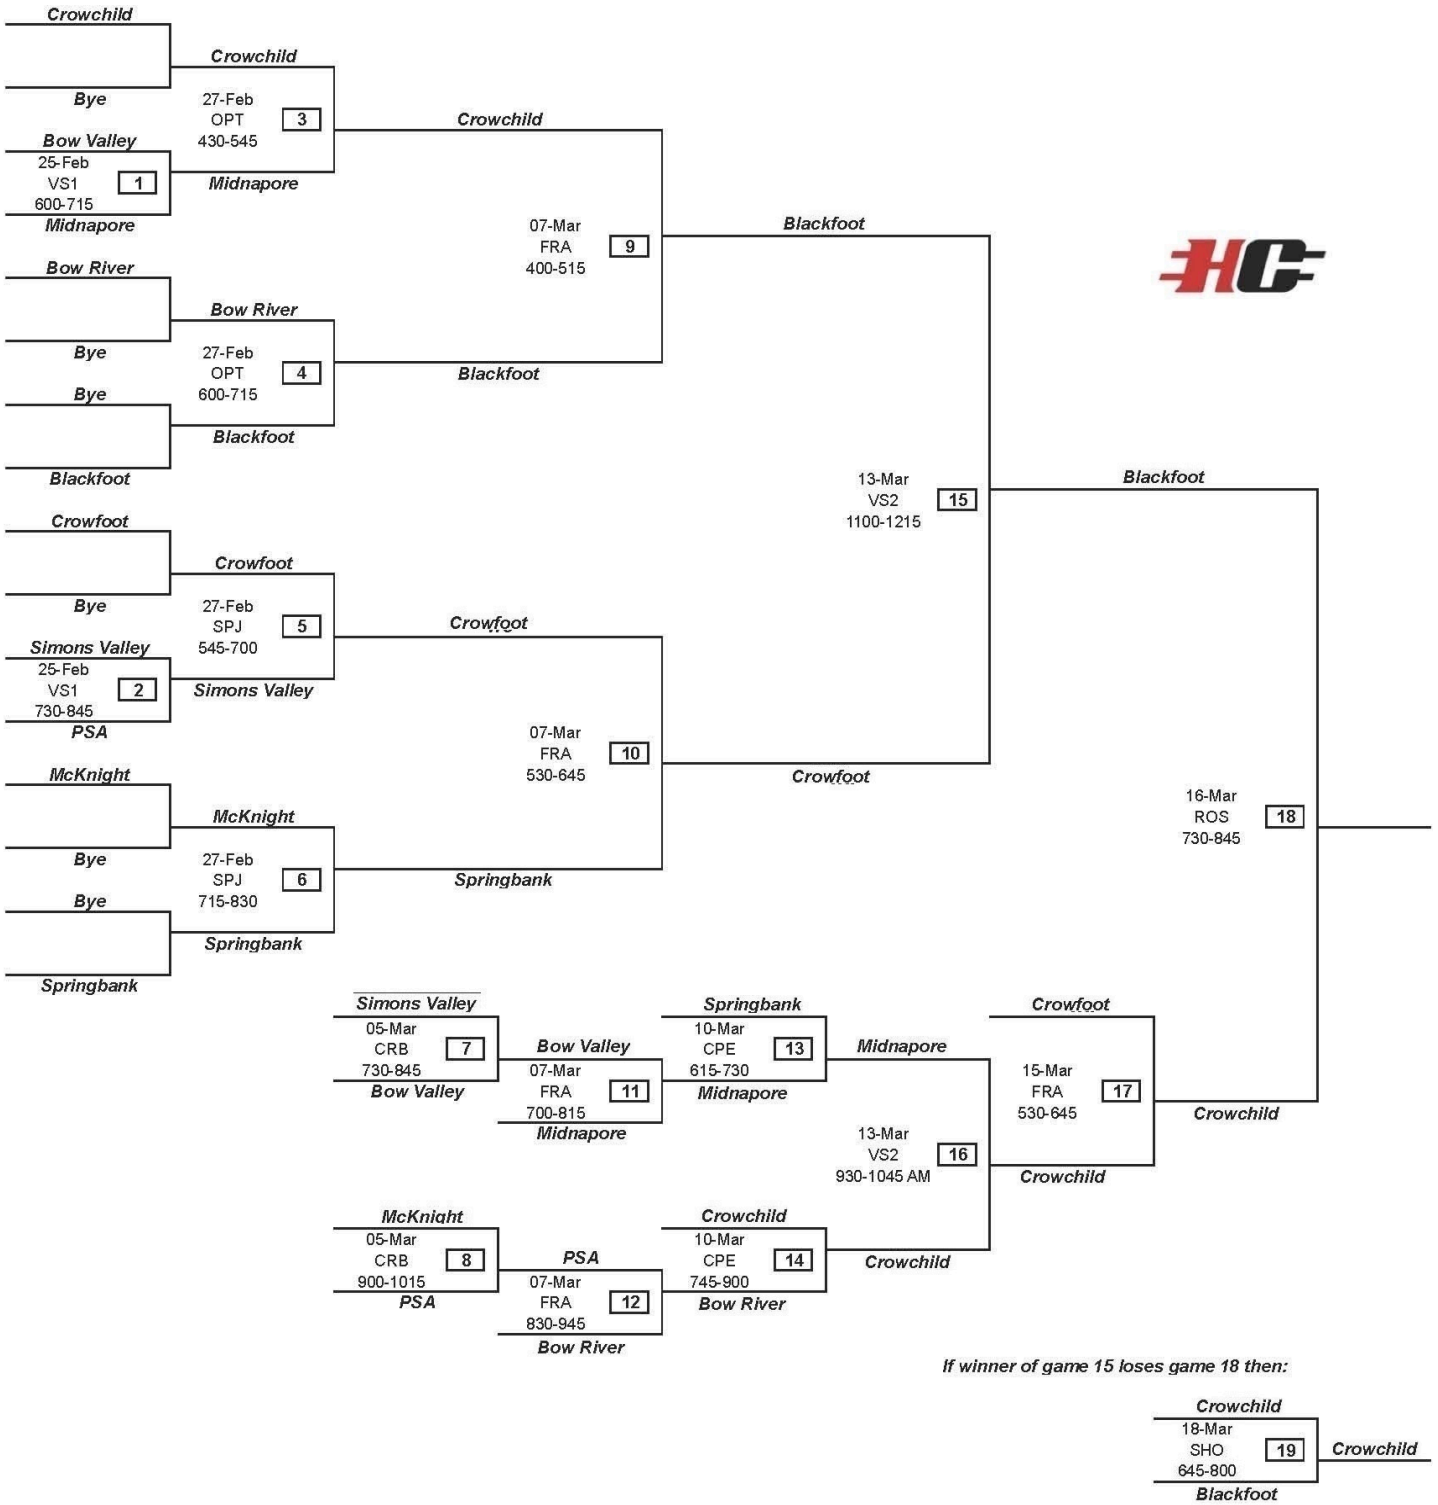 Crowchild
Bye
Crowchild
27-Feb
OPT
430-545
3
Midnapore
Bow Valley
25-Feb
VS1
600-715
1
Midnapore
Crowchild
07-Mar
FRA
400-515
9
Blackfoot
Bow River
Bye
Bow River
27-Feb
OPT
600-715
4
Blackfoot
Bye
Blackfoot
Blackfoot
HC
13-Mar
VS2
1100-1215
15
Blackfoot
Crowfoot
Bye
Crowfoot
27-Feb
SPJ
545-700
5
Simons Valley
Simons Valley
25-Feb
VS1
730-845
2
PSA
Crowfoot
07-Mar
FRA
530-645
10
Crowfoot
McKnight
Bye
McKnight
27-Feb
SPJ
715-830
6
Springbank
Bye
Springbank
Springbank
16-Mar
ROS
730-845
18
Simons Valley
05-Mar
CRB
730-845
7
Bow Valley
Bow Valley
07-Mar
FRA
700-815
11
Midnapore
Springbank
10-Mar
CPE
615-730
13
Midnapore
Midnapore
13-Mar
VS2
930-1045 AM
16
Crowchild
Crowfoot
15-Mar
FRA
530-645
17
Crowchild
Crowchild
McKnight
05-Mar
CRB
900-1015
8
PSA
PSA
07-Mar
FRA
830-945
12
Bow River
Crowchild
10-Mar
CPE
745-900
14
Bow River
If winner of game 15 loses game 18 then:
Crowchild
18-Mar
SHO
645-800
19
Blackfoot
Crowchild